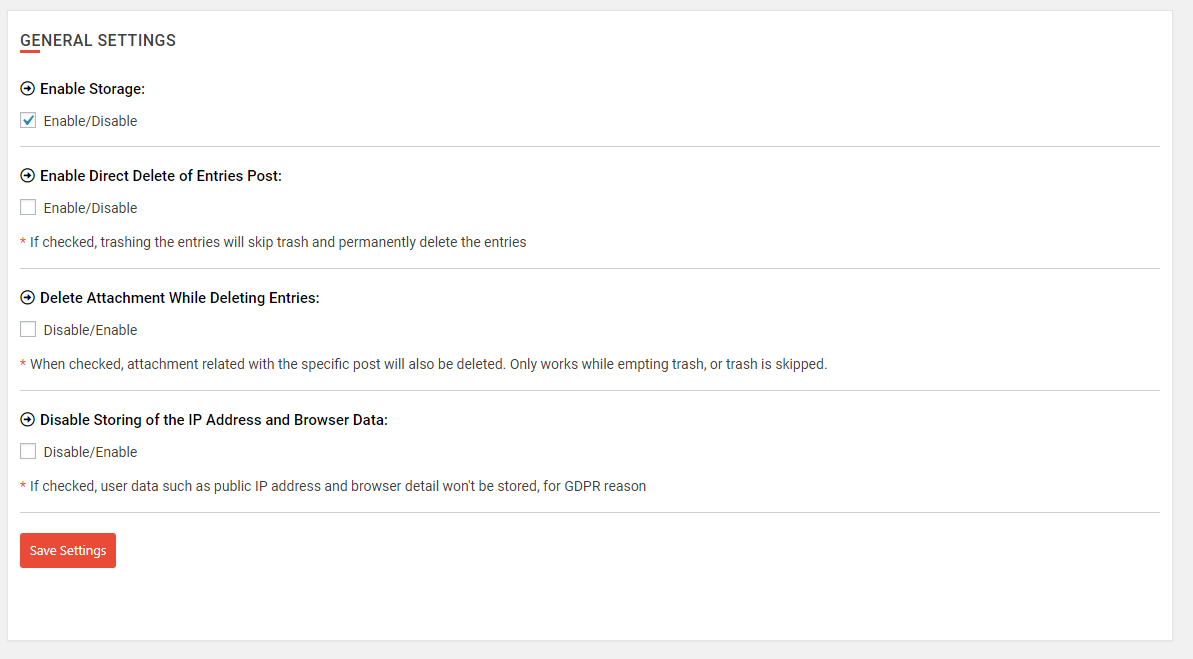 GENERAL SETTINGS
Enable Storage:
Enable/Disable
Enable Direct Delete of Entries Post:
Enable/Disable
* If checked, trashing the entries will skip trash and permanently delete the entries
Delete Attachment While Deleting Entries:
Disable/Enable
* When checked, attachment related with the specific post will also be deleted. Only works while empting trash, or trash is skipped.
Disable Storing of the IP Address and Browser Data:
Disable/Enable
* If checked, user data such as public IP address and browser detail won't be stored, for GDPR reason
Save Settings